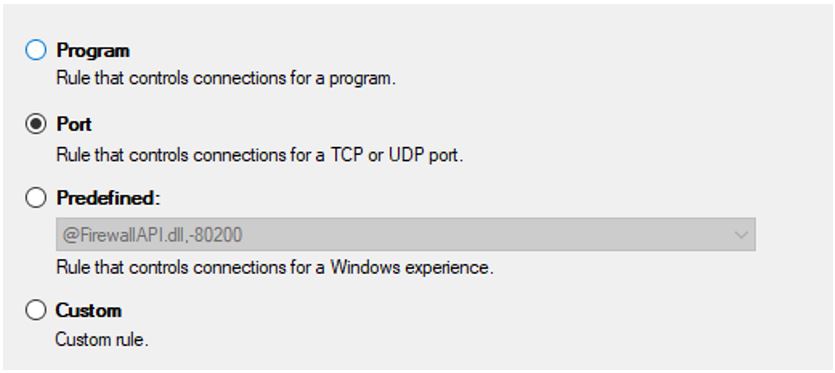 Program
Rule that controls connections for a program.
Port
Rule that controls connections for a TCP or UDP port.
Predefined:
@FirewallAPI.dll,-80200
Rule that controls connections for a Windows experience.
Custom
Custom rule.